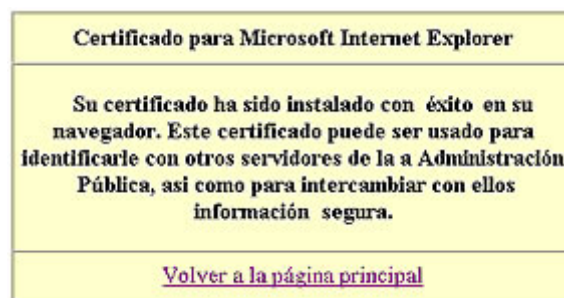 Certificado para Microsoft Internet Explorer
Su certificado ha sido instalado con éxito en su
navegador. Este certificado puede ser usado para
identificarle con otros servidores de la a Administración
Pública, asi como para intercambiar con ellos
información segura.
Volver a la página principal